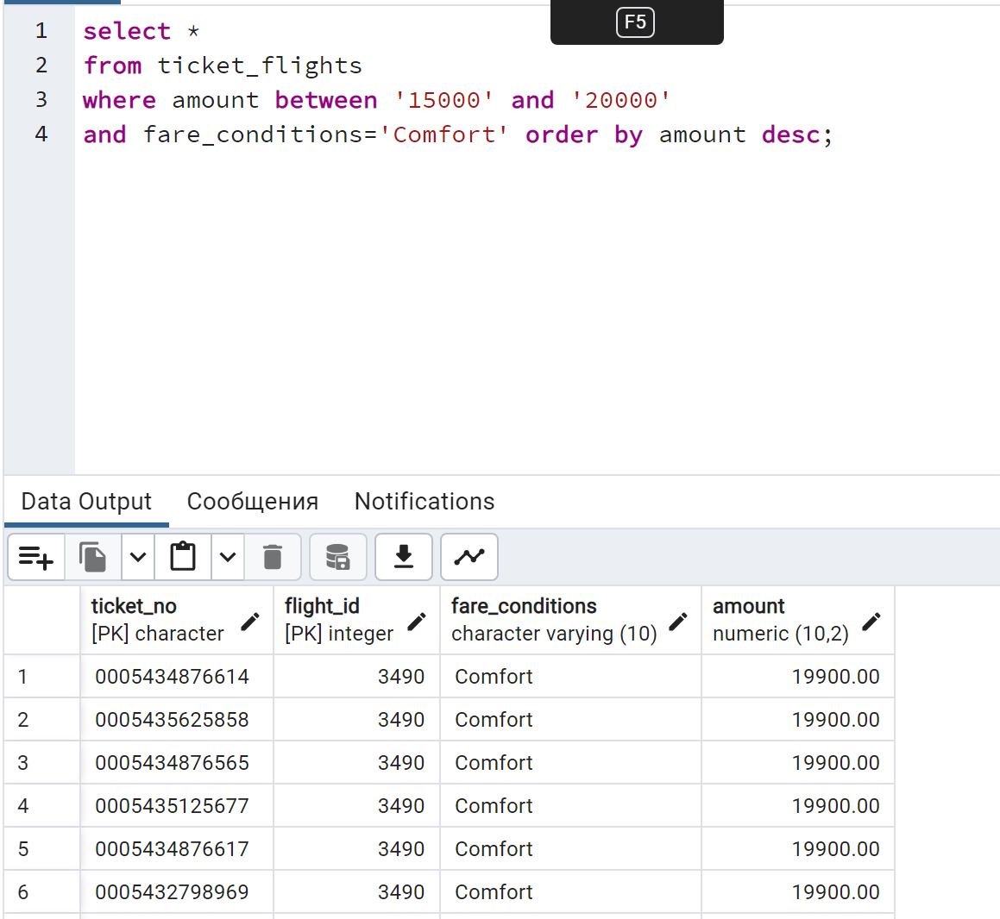 F5
1 select *
2 from ticket_flights
3 where amount between '15000' and '20000'
4 and fare_conditions='Comfort' order by amount desc;
Data Output Сообщения Notifications
ticket_no flight_id fare_conditions amount
[PK] character [PK] integer character varying (10) numeric (10,2)
1 0005434876614 3490 Comfort 19900.00
2 0005435625858 3490 Comfort 19900.00
3 0005434876565 3490 Comfort 19900.00
4 0005435125677 3490 Comfort 19900.00
5 0005434876617 3490 Comfort 19900.00
6 0005432798969 3490 Comfort 19900.00